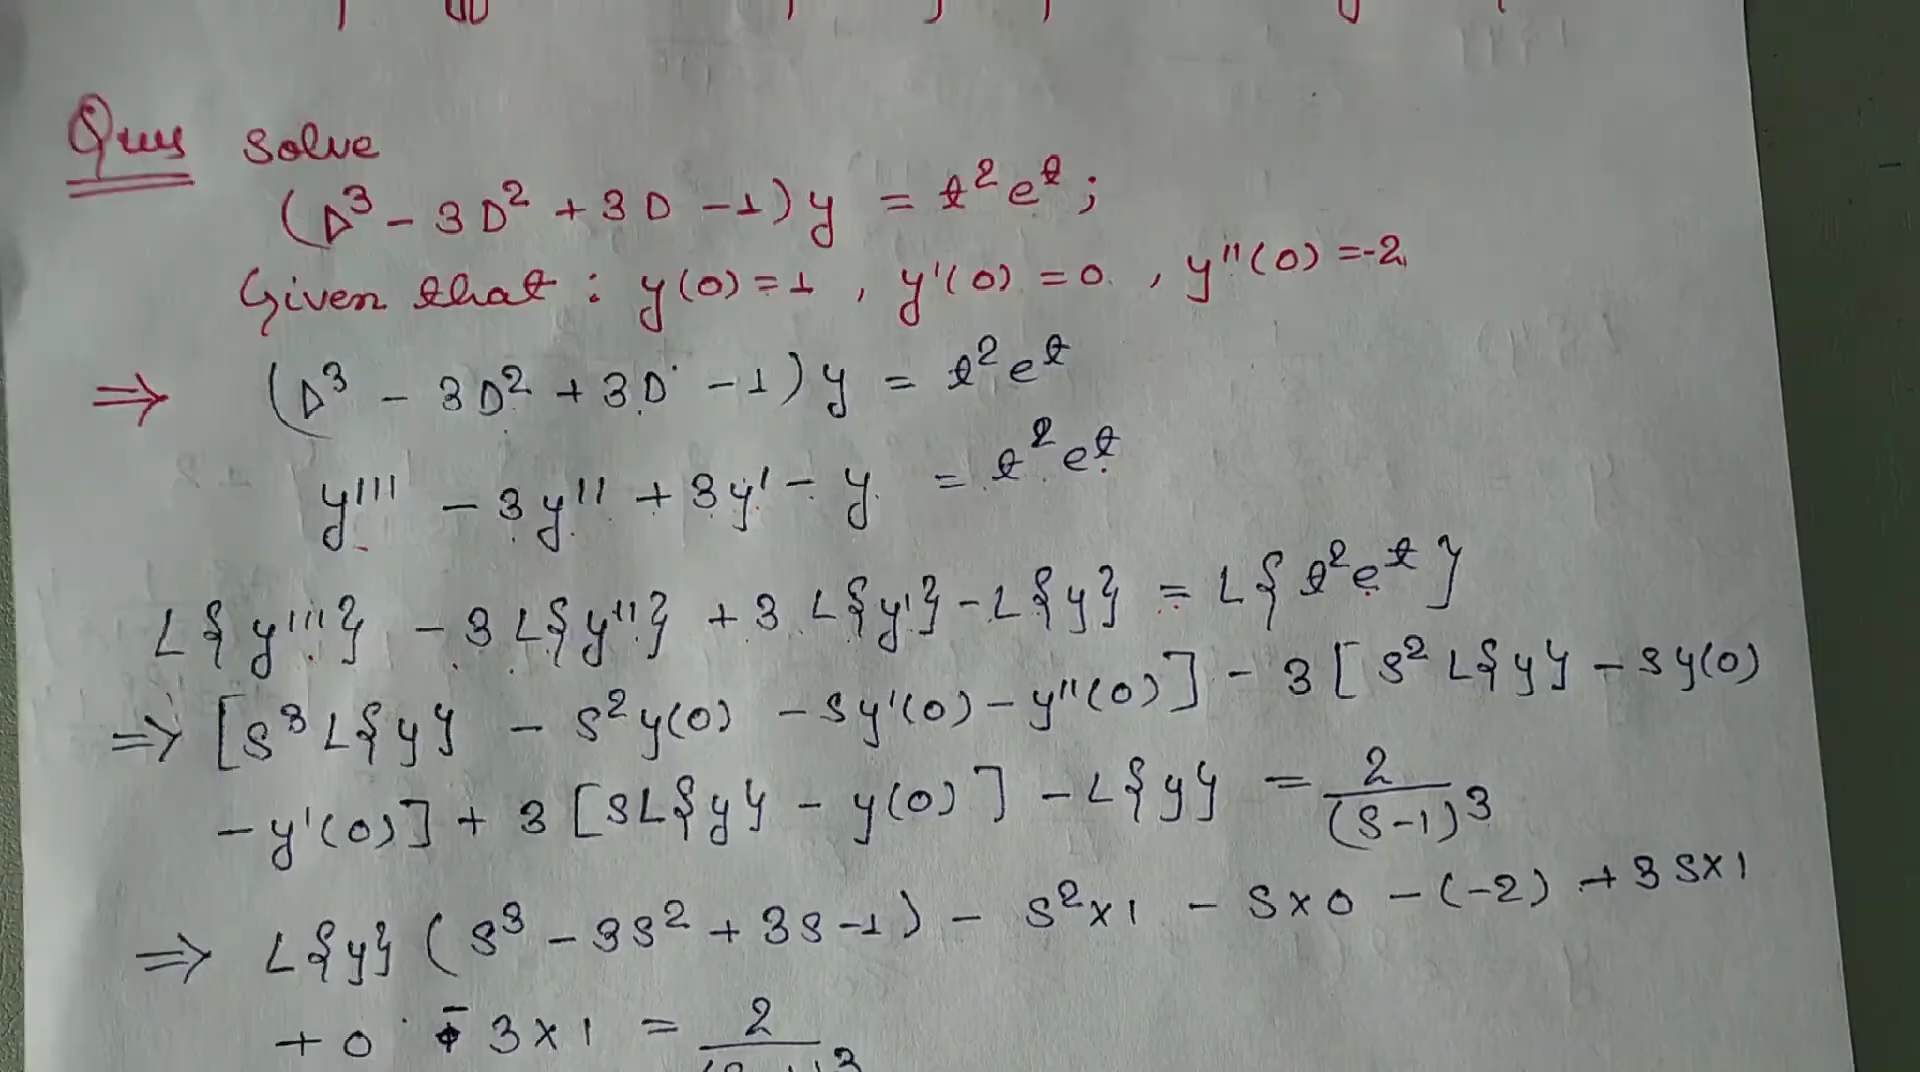 Ques Solve
(D³ - 3D² + 3D - 1)y = t²eᵗ;
Given that : y(0) = 1 , y'(0) = 0 , y''(0) = -2
⇒ (D³ - 3D² + 3D - 1)y = t²eᵗ
y''' - 3y'' + 3y' - y = t²eᵗ
L{y'''} - 3L{y''} + 3L{y'} - L{y} = L{t²eᵗ}
⇒ [s³L{y} - s²y(0) - sy'(0) - y''(0)] - 3[s²L{y} - sy(0)
- y'(0)] + 3[sL{y} - y(0)] - L{y} = 2/(s-1)³
⇒ L{y}(s³ - 3s² + 3s - 1) - s²×1 - s×0 - (-2) + 3s×1
+ 0 - 3×1 = 2